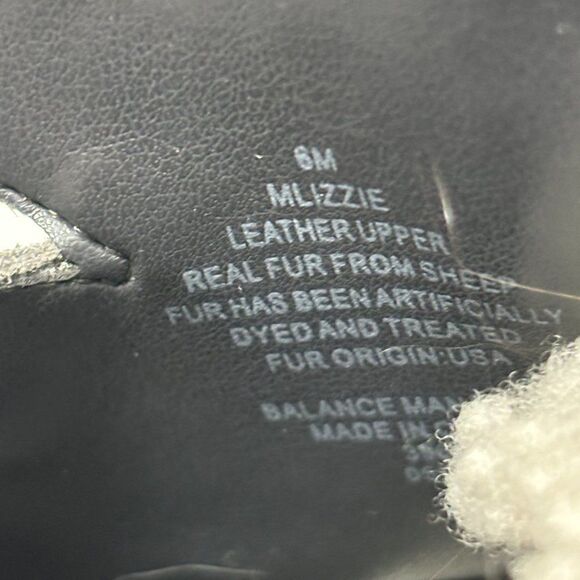 6M
MLIZZIE
LEATHER UPPER
REAL FUR FROM SHEEP
FUR HAS BEEN ARTIFICIALLY
DYED AND TREATED
FUR ORIGIN:USA
BALANCE MAN
MADE IN